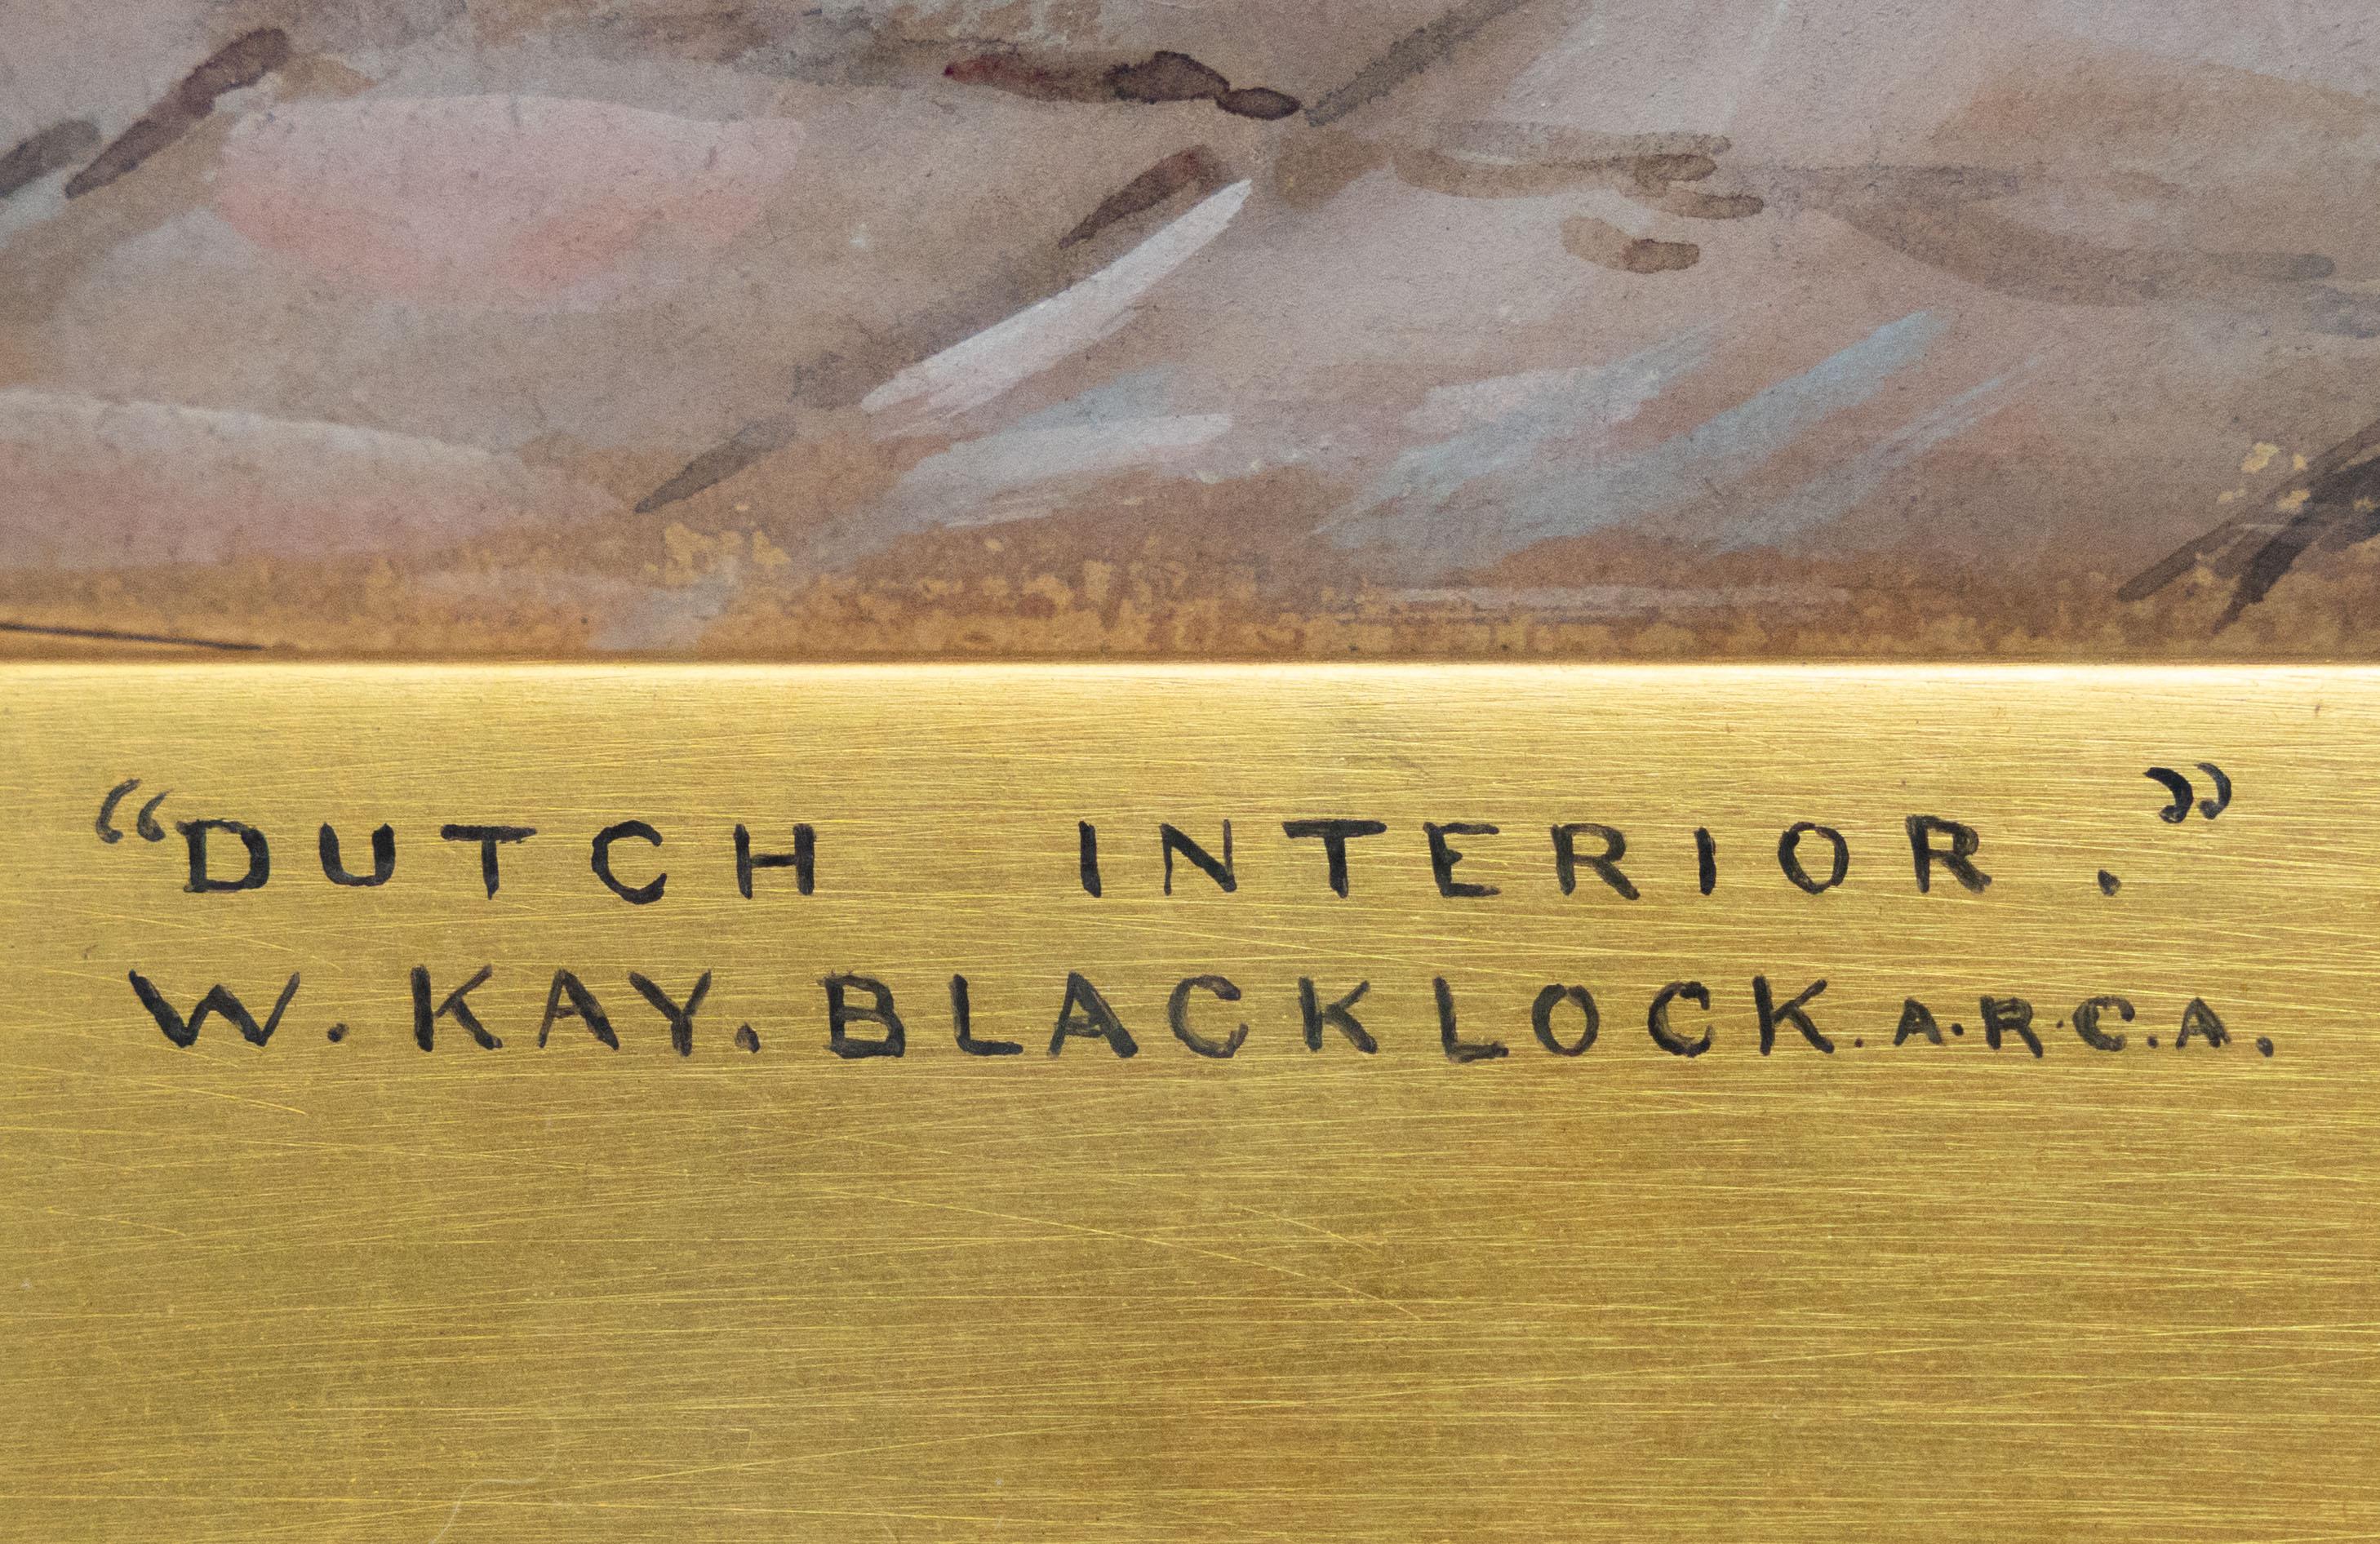 “DUTCH INTERIOR.”
W. KAY. BLACKLOCK. A.R.C.A.